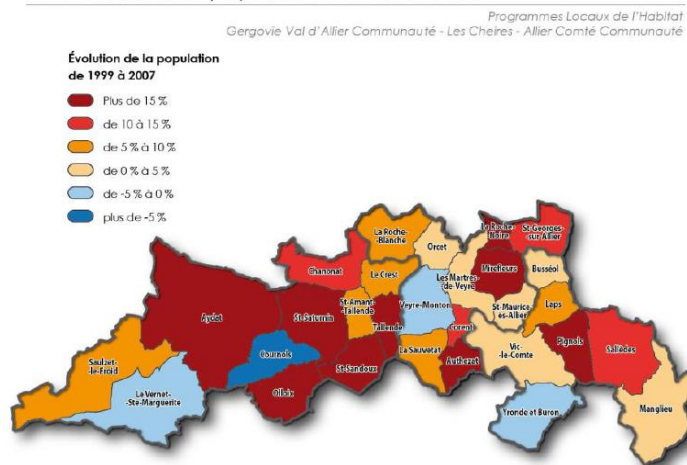 Programmes Locaux de l'Habitat
Gergovie Val d'Allier Communauté - Les Cheires - Allier Comté Communauté
Évolution de la population
de 1999 à 2007
Plus de 15 %
de 10 à 15 %
de 5 % à 10 %
de 0 % à 5 %
de -5 % à 0 %
plus de -5 %
La Roche-
-Blanche
Orcet
La Roche-
Noire
St-Georges-
sur Allier
Chanonat
Le Crest
Les Martres-
de-Veyre
Mirefleurs
Busséol
Aydat
St-Saturnin
St-Amant-
-Tallende
Veyre-Monton
St-Maurice
ès-Allier
Laps
Tallende
Corent
Saulzet-
-le-Froid
Cournols
St-Sandoux
La Sauvetat
Authezat
Vic-
le-Comte
Pignols
Sallèdes
Le Vernet-
-Ste-Marguerite
Olloix
Yronde et Buron
Manglieu